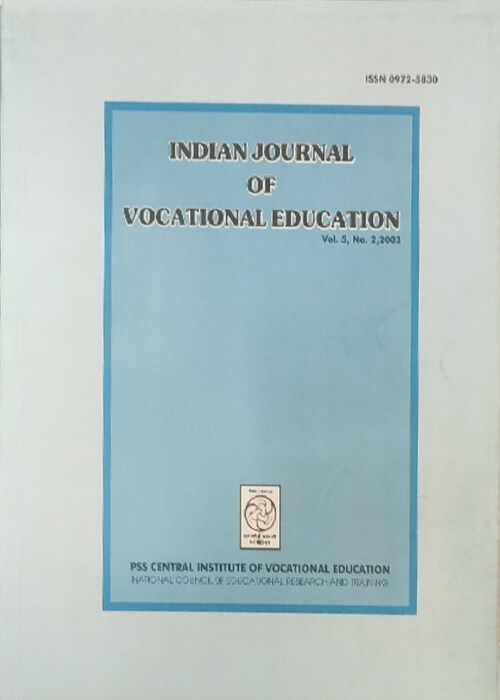 ISSN 0972-5830
INDIAN JOURNAL
OF
VOCATIONAL EDUCATION
Vol. 5, No. 2,2003
PSS CENTRAL INSTITUTE OF VOCATIONAL EDUCATION
NATIONAL COUNCIL OF EDUCATIONAL RESEARCH AND TRAINING